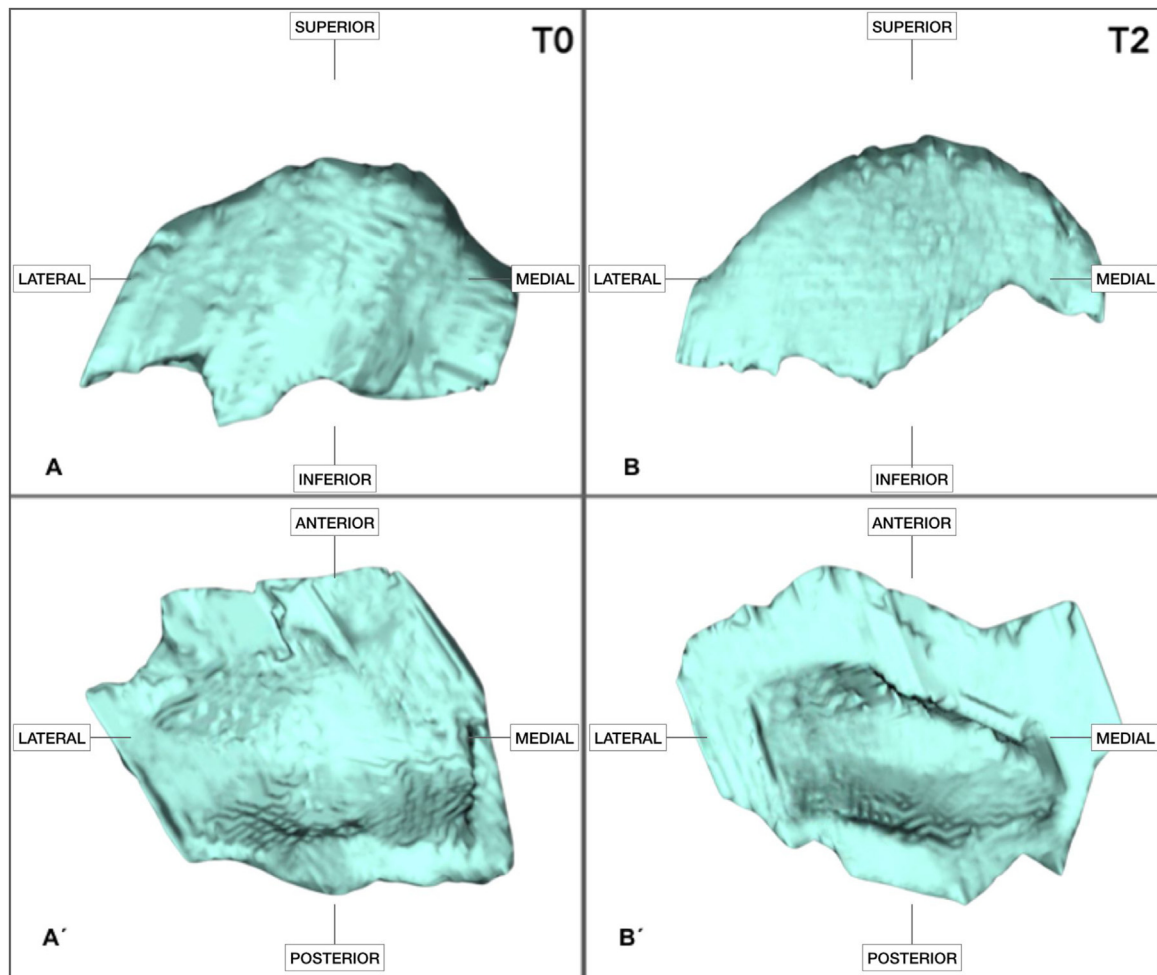 SUPERIOR
T0
LATERAL
MEDIAL
A
INFERIOR
SUPERIOR
T2
LATERAL
MEDIAL
B
INFERIOR
ANTERIOR
LATERAL
MEDIAL
A´
POSTERIOR
ANTERIOR
LATERAL
MEDIAL
B´
POSTERIOR